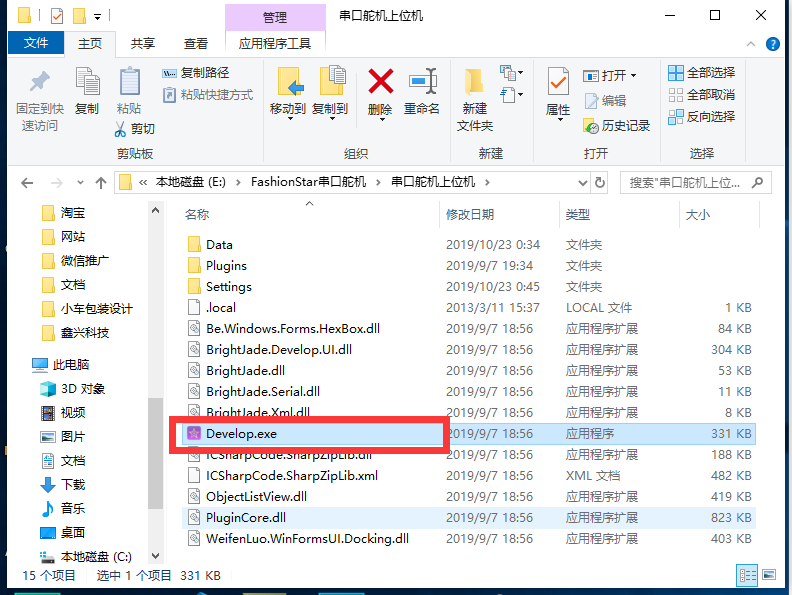 管理
串口舵机上位机
文件 主页 共享 查看 应用程序工具
固定到快
速访问
复制
粘贴
复制路径
粘贴快捷方式
剪切
剪贴板
移动到 复制到 删除 重命名
组织
新建
文件夹
新建
属性
打开
编辑
历史记录
打开
全部选择
全部取消
反向选择
选择
« 本地磁盘 (E:) › FashionStar串口舵机 › 串口舵机上位机 ›
搜索"串口舵机上位...
淘宝
网站
微信推广
文档
小车包装设计
鑫兴科技
此电脑
3D 对象
视频
图片
文档
下载
音乐
桌面
本地磁盘 (C:)
名称 修改日期 类型 大小
Data 2019/10/23 0:34 文件夹
Plugins 2019/9/7 19:34 文件夹
Settings 2019/10/23 0:45 文件夹
.local 2013/3/11 15:37 LOCAL 文件 1 KB
Be.Windows.Forms.HexBox.dll 2019/9/7 18:56 应用程序扩展 84 KB
BrightJade.Develop.UI.dll 2019/9/7 18:56 应用程序扩展 304 KB
BrightJade.dll 2019/9/7 18:56 应用程序扩展 53 KB
BrightJade.Serial.dll 2019/9/7 18:56 应用程序扩展 11 KB
BrightJade.Xml.dll 2019/9/7 18:56 应用程序扩展 8 KB
Develop.exe 2019/9/7 18:56 应用程序 331 KB
ICSharpCode.SharpZipLib.dll 2019/9/7 18:56 应用程序扩展 188 KB
ICSharpCode.SharpZipLib.xml 2019/9/7 18:56 XML 文档 482 KB
ObjectListView.dll 2019/9/7 18:56 应用程序扩展 419 KB
PluginCore.dll 2019/9/7 18:56 应用程序扩展 823 KB
WeifenLuo.WinFormsUI.Docking.dll 2019/9/7 18:56 应用程序扩展 403 KB
15 个项目 选中 1 个项目 331 KB